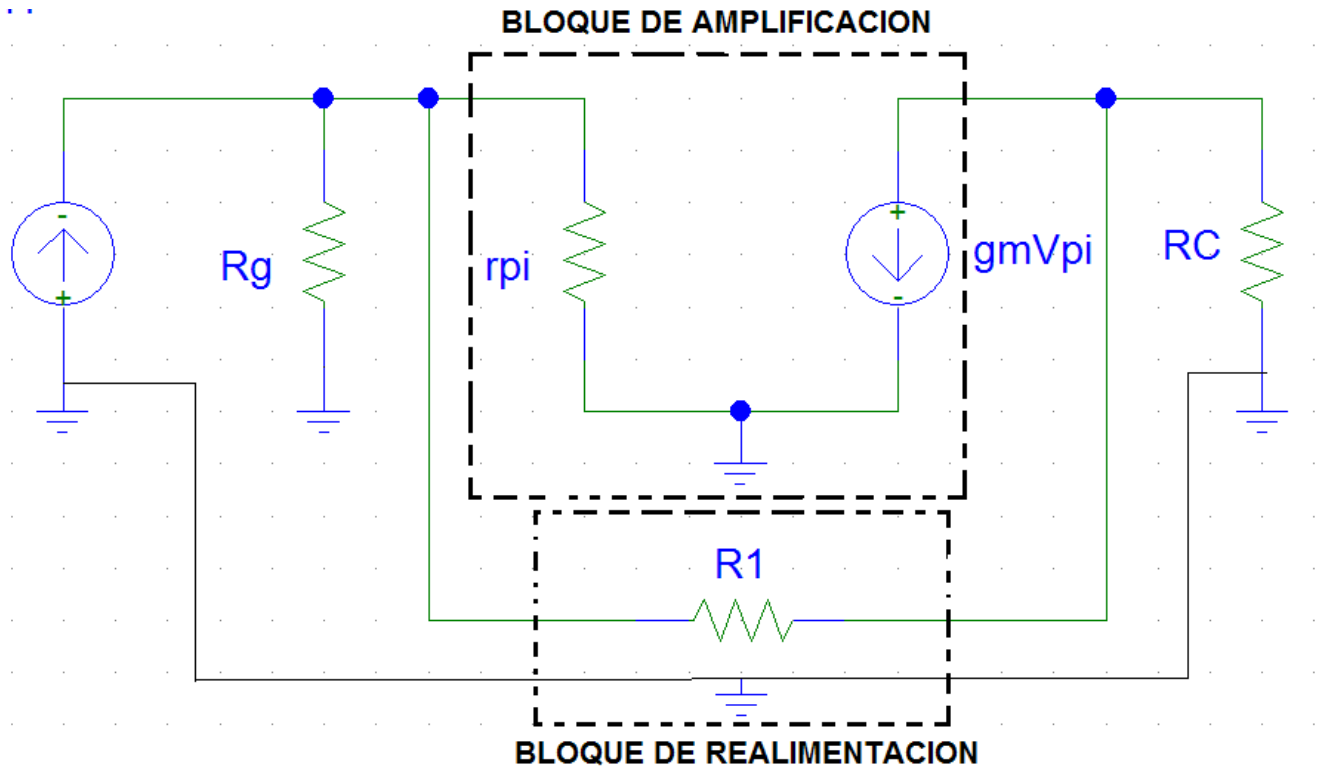 BLOQUE DE AMPLIFICACION
Rg
rpi
gmVpi
RC
R1
BLOQUE DE REALIMENTACION